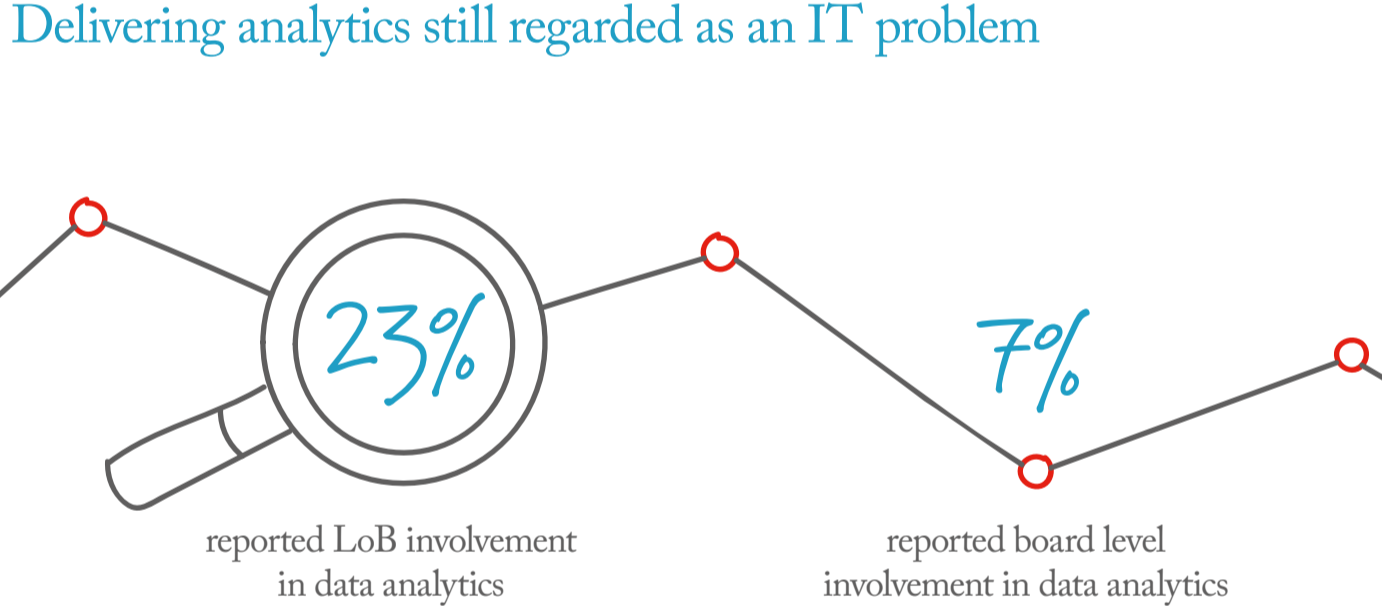 Delivering analytics still regarded as an IT problem
23%
reported LoB involvement
in data analytics
7%
reported board level
involvement in data analytics